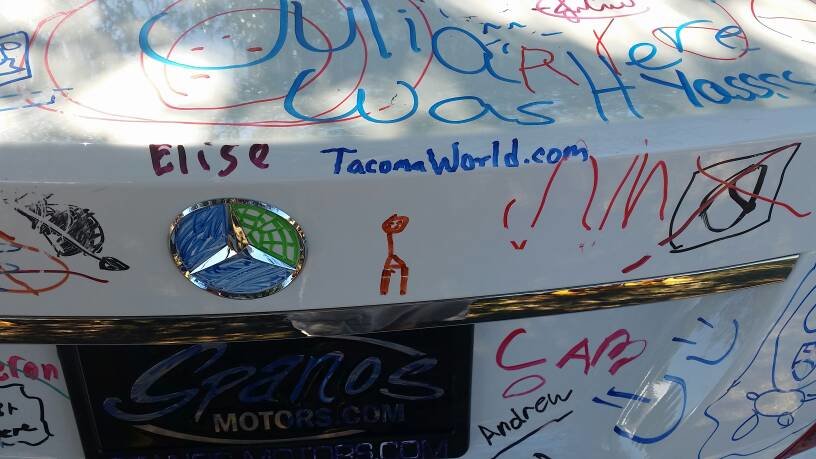 Julia
Here
was
Yassss
Elise
TacomaWorld.com
CAB
Spanos
MOTORS.COM
Andrew